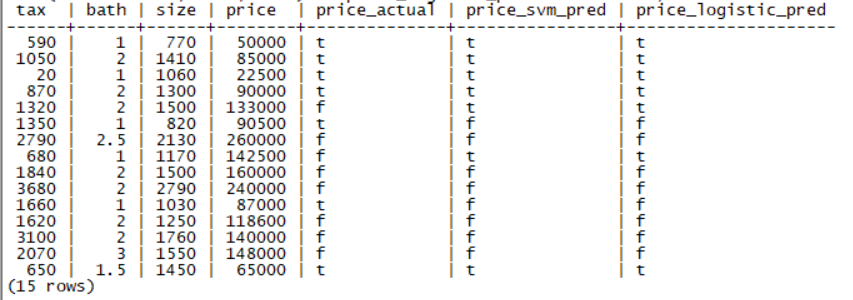 tax | bath | size | price | price_actual | price_svm_pred | price_logistic_pred
------+------+------+--------+--------------+----------------+---------------------
590 | 1 | 770 | 50000 | t | t | t
1050 | 2 | 1410 | 85000 | t | t | t
20 | 1 | 1060 | 22500 | t | t | t
870 | 2 | 1300 | 90000 | t | t | t
1320 | 2 | 1500 | 133000 | f | t | t
1350 | 1 | 820 | 90500 | t | f | f
2790 | 2.5 | 2130 | 260000 | f | f | f
680 | 1 | 1170 | 142500 | f | t | t
1840 | 2 | 1500 | 160000 | f | f | f
3680 | 2 | 2790 | 240000 | f | f | f
1660 | 1 | 1030 | 87000 | t | f | f
1620 | 2 | 1250 | 118600 | f | f | f
3100 | 2 | 1760 | 140000 | f | f | f
2070 | 3 | 1550 | 148000 | f | f | f
650 | 1.5 | 1450 | 65000 | t | t | t
(15 rows)